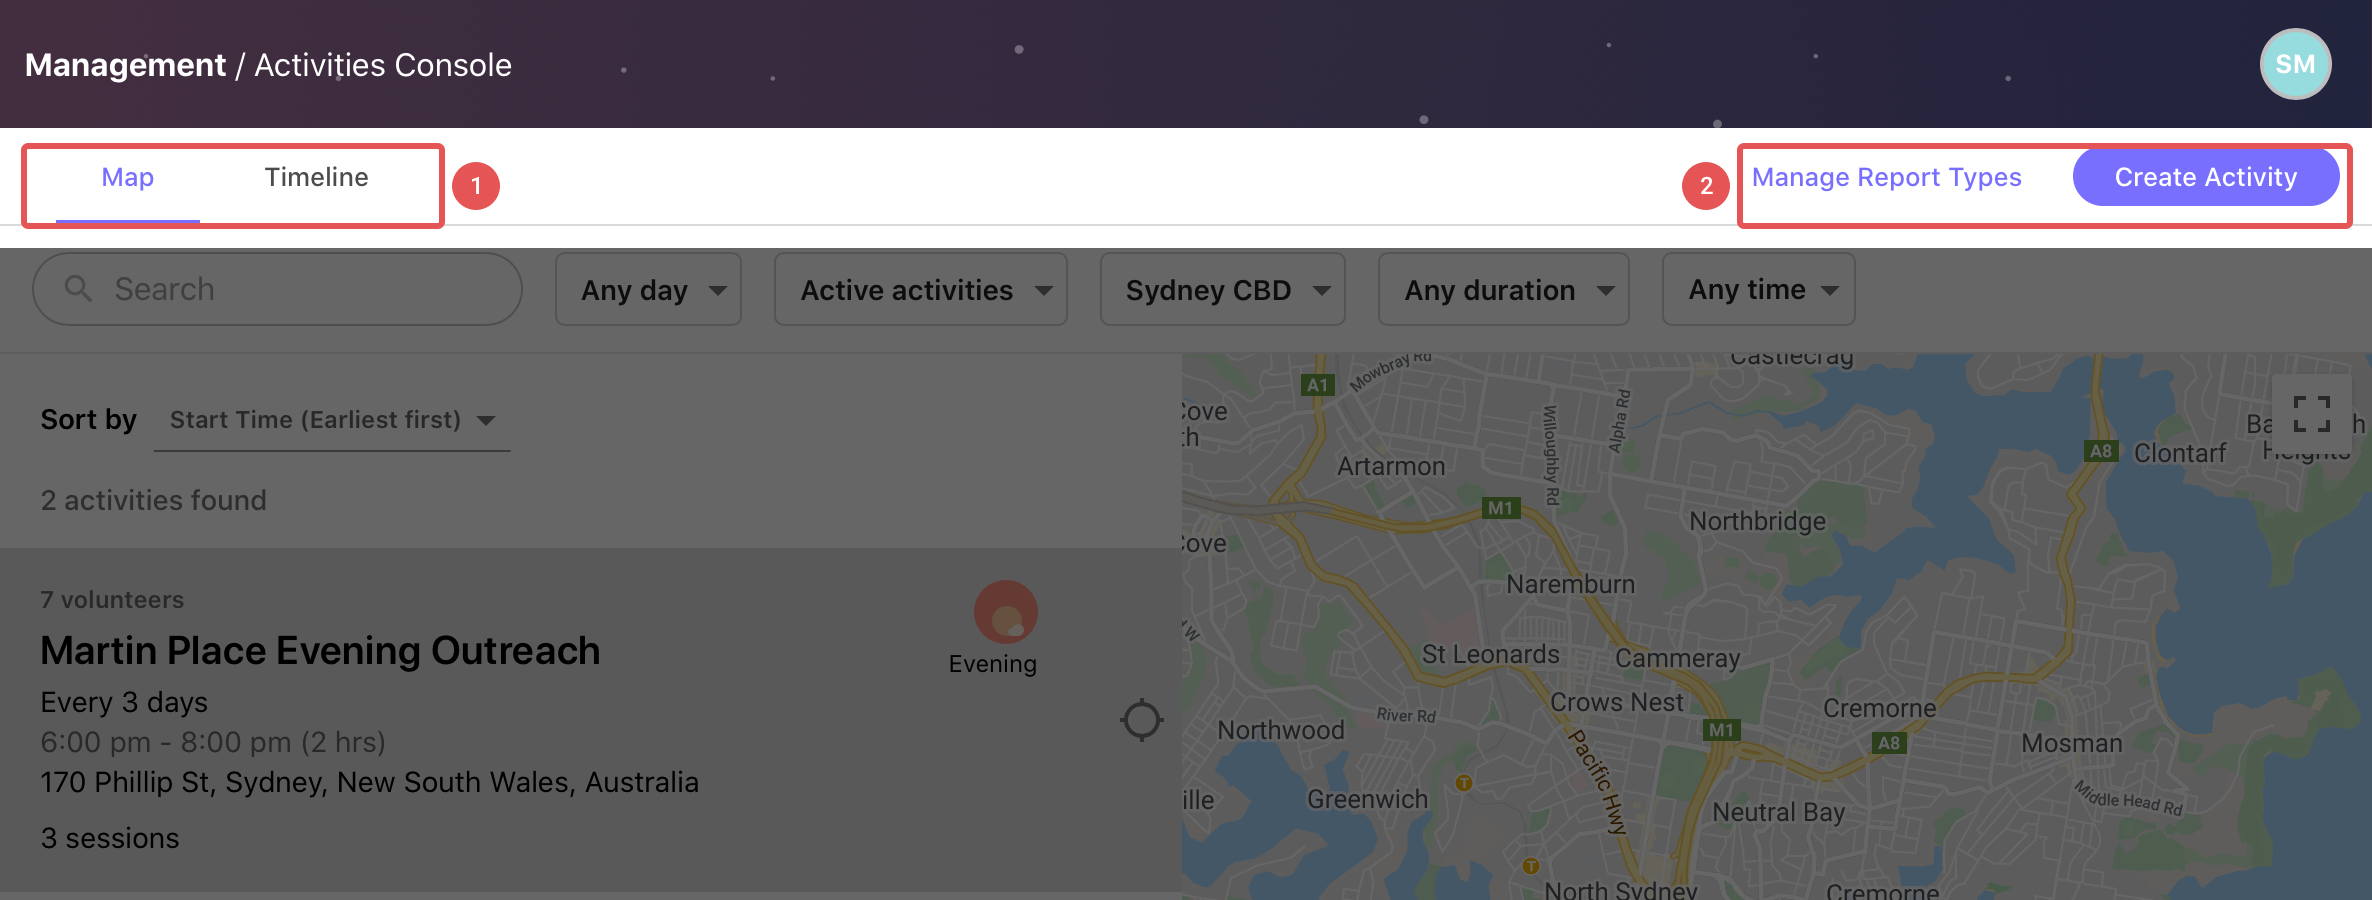 Management / Activities Console
SM
Map
Timeline
1
2
Manage Report Types
Create Activity
Search
Any day
Active activities
Sydney CBD
Any duration
Any time
Sort by
Start Time (Earliest first)
2 activities found
7 volunteers
Martin Place Evening Outreach
Evening
Every 3 days
6:00 pm - 8:00 pm (2 hrs)
170 Phillip St, Sydney, New South Wales, Australia
3 sessions
Castlecrag
Mowbray Rd
A1
Alpha Rd
Willoughby Rd
Cove
Artarmon
A8
Clontarf
Heights
M1
Northbridge
Cove
Naremburn
St Leonards
Cammeray
Crows Nest
Cremorne
River Rd
Northwood
M1
A8
Mosman
Pacific Hwy
T
Greenwich
Neutral Bay
Middle Head Rd
T
North Sydney
Cremorne